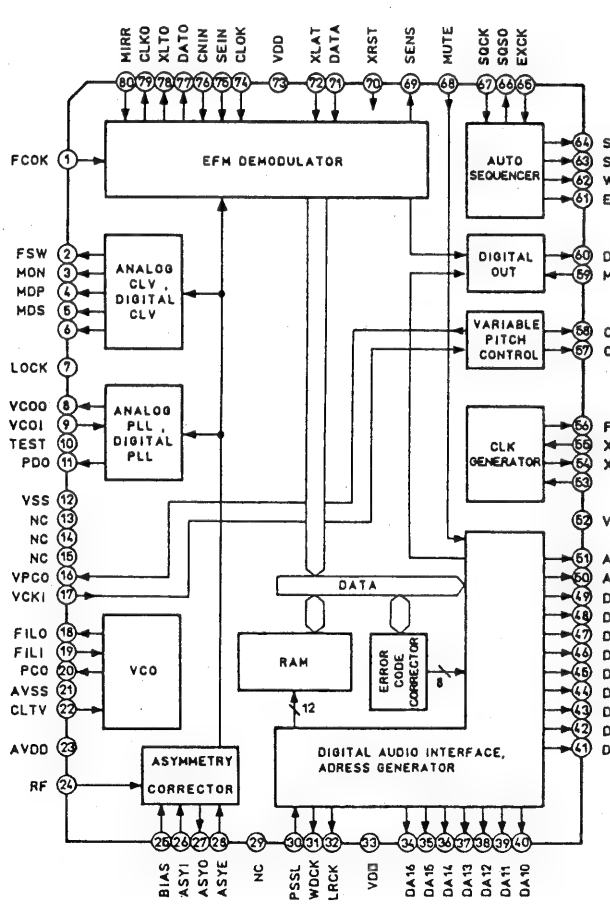 MIRR
CLKO
XLTO
DATO
CNIN
SEIN
CLOK
VDD
XLAT
DATA
XRST
SENS
MUTE
SQCK
SQSO
EXCK
80
79
78
77
76
75
74
73
72
71
70
69
68
67
66
65
FCOK 1
EFM DEMODULATOR
AUTO
SEQUENCER
64 S
63 S
62 W
61 E
FSW 2
MON 3
MDP 4
MDS 5
6
ANALOG
CLV ,
DIGITAL
CLV
DIGITAL
OUT
60 D
59 M
VARIABLE
PITCH
CONTROL
58 C
57 C
LOCK 7
VCOO 8
VCOI 9
TEST 10
PDO 11
ANALOG
PLL ,
DIGITAL
PLL
CLK
GENERATOR
56 F
55 X
54 X
53
VSS 12
NC 13
NC 14
NC 15
VPCO 16
VCKI 17
52 V
51 A
50 A
49 D
48 D
47 D
46 D
45 D
44 D
43 D
42 D
41 D
DATA
FILO 18
FILI 19
PCO 20
AVSS 21
CLTV 22
VCO
RAM
ERROR
CODE
CORRECTOR
8
12
AVDD 23
RF 24
ASYMMETRY
CORRECTOR
DIGITAL AUDIO INTERFACE,
ADRESS GENERATOR
25
26
27
28
29
30
31
32
33
34
35
36
37
38
39
40
BIAS
ASYI
ASYO
ASYE
NC
PSSL
WDCK
LRCK
VDD
DA16
DA15
DA14
DA13
DA12
DA11
DA10